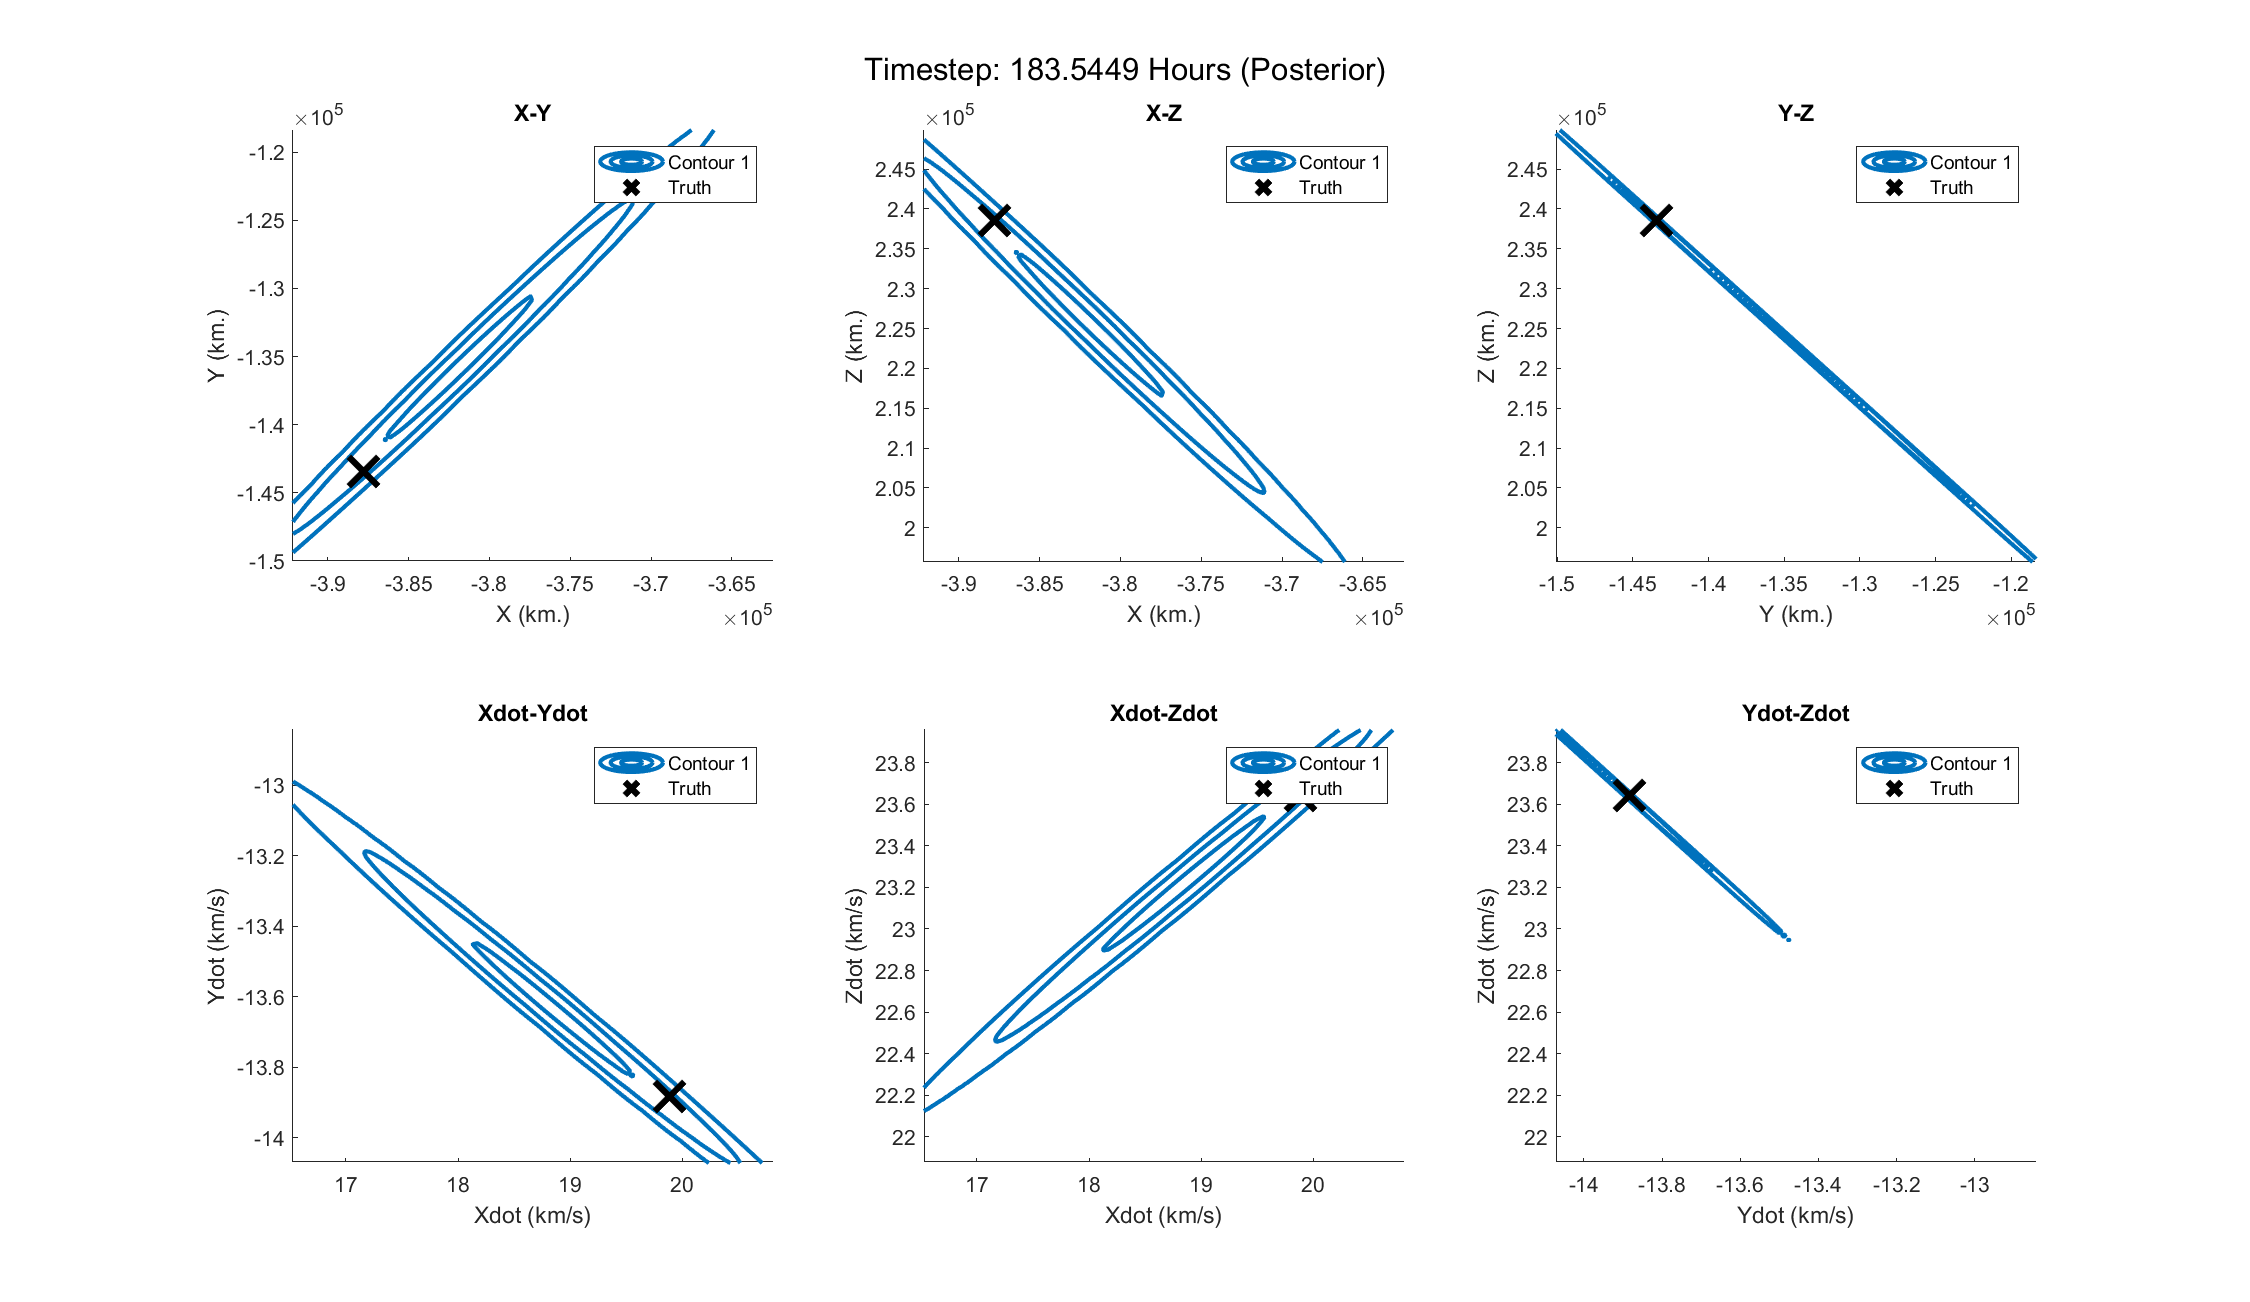 Timestep: 183.5449 Hours (Posterior)
X-Y
×10^5
-1.2
-1.25
-1.3
-1.35
-1.4
-1.45
-1.5
Y (km.)
-3.9 -3.85 -3.8 -3.75 -3.7 -3.65
X (km.)
×10^5
Contour 1
Truth
X-Z
×10^5
2.45
2.4
2.35
2.3
2.25
2.2
2.15
2.1
2.05
2
Z (km.)
-3.9 -3.85 -3.8 -3.75 -3.7 -3.65
X (km.)
×10^5
Contour 1
Truth
Y-Z
×10^5
2.45
2.4
2.35
2.3
2.25
2.2
2.15
2.1
2.05
2
Z (km.)
-1.5 -1.45 -1.4 -1.35 -1.3 -1.25 -1.2
Y (km.)
×10^5
Contour 1
Truth
Xdot-Ydot
-13
-13.2
-13.4
-13.6
-13.8
-14
Ydot (km/s)
17 18 19 20
Xdot (km/s)
Contour 1
Truth
Xdot-Zdot
23.8
23.6
23.4
23.2
23
22.8
22.6
22.4
22.2
22
Zdot (km/s)
17 18 19 20
Xdot (km/s)
Contour 1
Truth
Ydot-Zdot
23.8
23.6
23.4
23.2
23
22.8
22.6
22.4
22.2
22
Zdot (km/s)
-14 -13.8 -13.6 -13.4 -13.2 -13
Ydot (km/s)
Contour 1
Truth